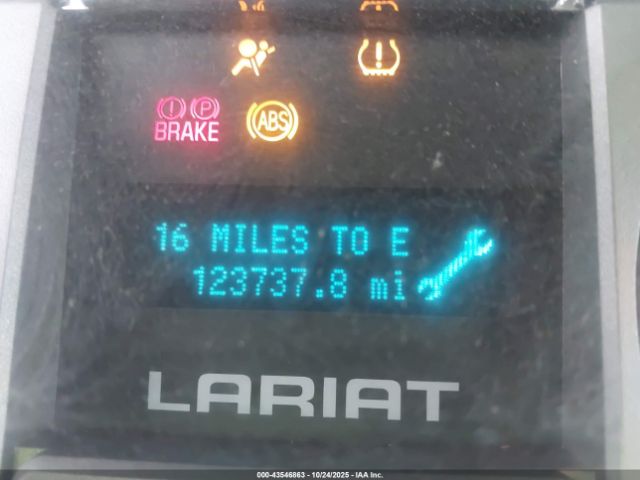 ! P
BRAKE
ABS
!
16 MILES TO E
123737.8 mi
LARIAT
000-43546863 - 10/24/2025 - IAA Inc.